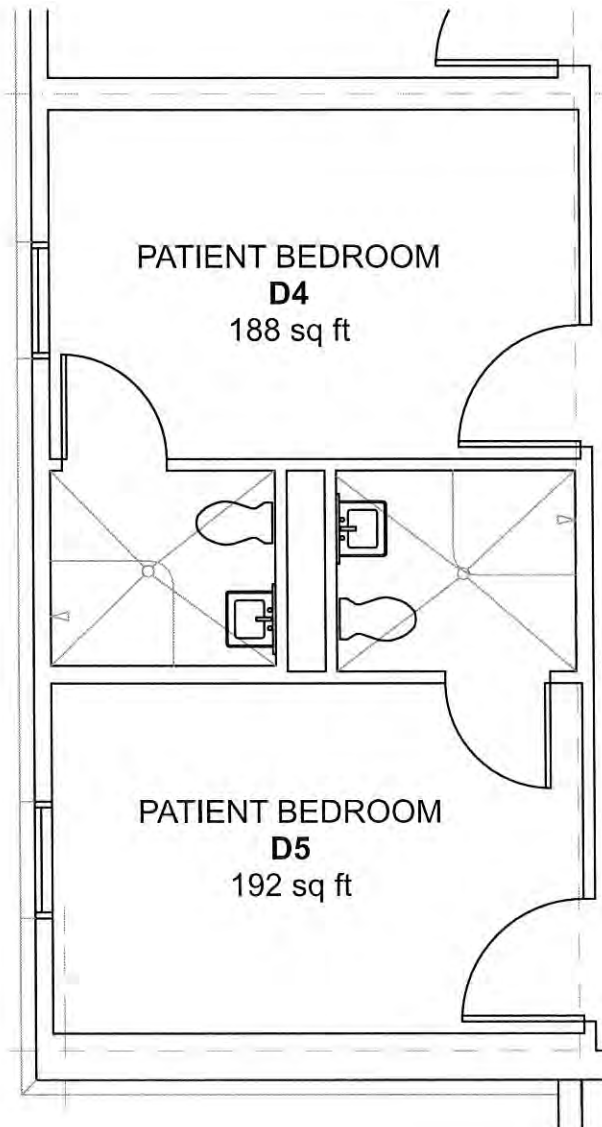 PATIENT BEDROOM
D4
188 sq ft
PATIENT BEDROOM
D5
192 sq ft